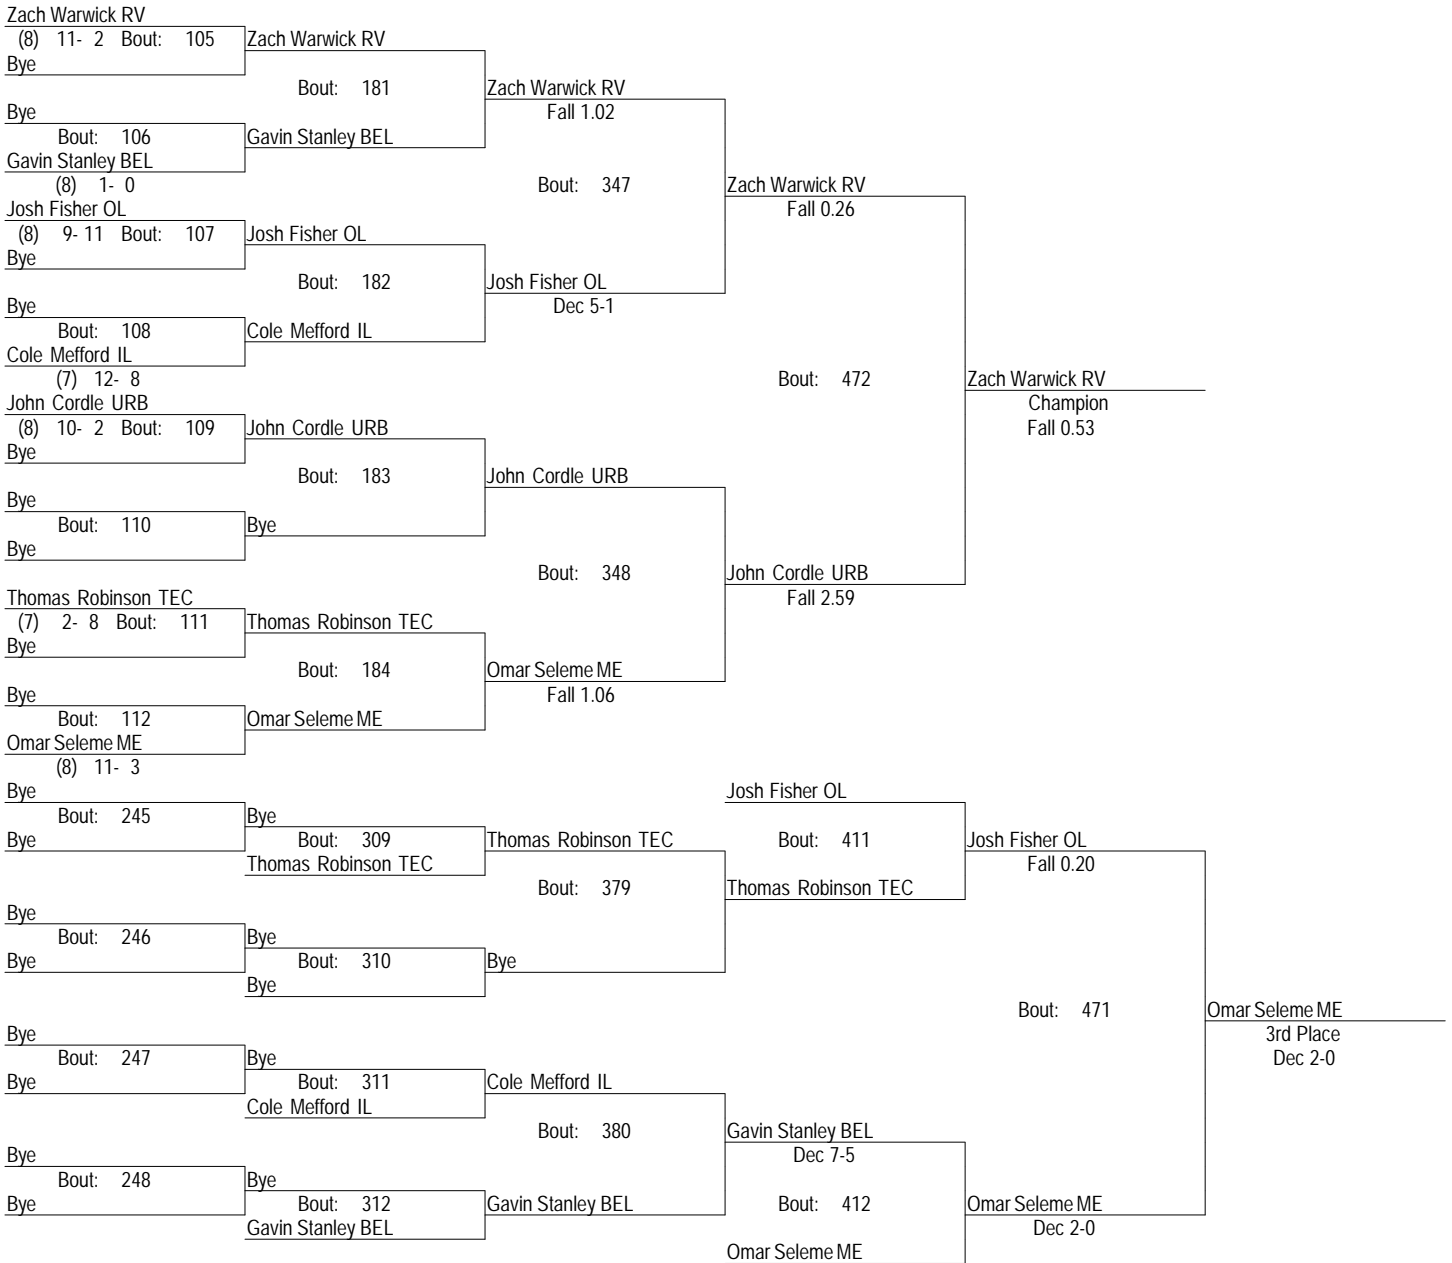 Zach Warwick RV
(8) 11- 2 Bout: 105 Zach Warwick RV
Bye
Bout: 181 Zach Warwick RV
Bye Fall 1.02
Bout: 106 Gavin Stanley BEL
Gavin Stanley BEL
(8) 1- 0 Bout: 347 Zach Warwick RV
Josh Fisher OL Fall 0.26
(8) 9- 11 Bout: 107 Josh Fisher OL
Bye
Bout: 182 Josh Fisher OL
Bye Dec 5-1
Bout: 108 Cole Mefford IL
Cole Mefford IL
(7) 12- 8 Bout: 472 Zach Warwick RV
John Cordle URB Champion
(8) 10- 2 Bout: 109 John Cordle URB Fall 0.53
Bye
Bout: 183 John Cordle URB
Bye
Bout: 110 Bye
Bye
Bout: 348 John Cordle URB
Thomas Robinson TEC Fall 2.59
(7) 2- 8 Bout: 111 Thomas Robinson TEC
Bye
Bout: 184 Omar Seleme ME
Bye Fall 1.06
Bout: 112 Omar Seleme ME
Omar Seleme ME
(8) 11- 3
Bye Josh Fisher OL
Bout: 245 Bye
Bye Bout: 309 Thomas Robinson TEC Bout: 411 Josh Fisher OL
Thomas Robinson TEC Fall 0.20
Bout: 379 Thomas Robinson TEC
Bye
Bout: 246 Bye
Bye Bout: 310 Bye
Bye
Bout: 471 Omar Seleme ME
Bye 3rd Place
Bout: 247 Bye Dec 2-0
Bye Bout: 311 Cole Mefford IL
Cole Mefford IL
Bout: 380 Gavin Stanley BEL
Bye Dec 7-5
Bout: 248 Bye
Bye Bout: 312 Gavin Stanley BEL Bout: 412 Omar Seleme ME
Gavin Stanley BEL Dec 2-0
Omar Seleme ME